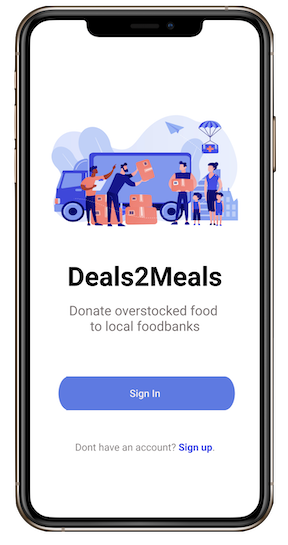 Deals2Meals
Donate overstocked food
to local foodbanks
Sign In
Dont have an account? Sign up.